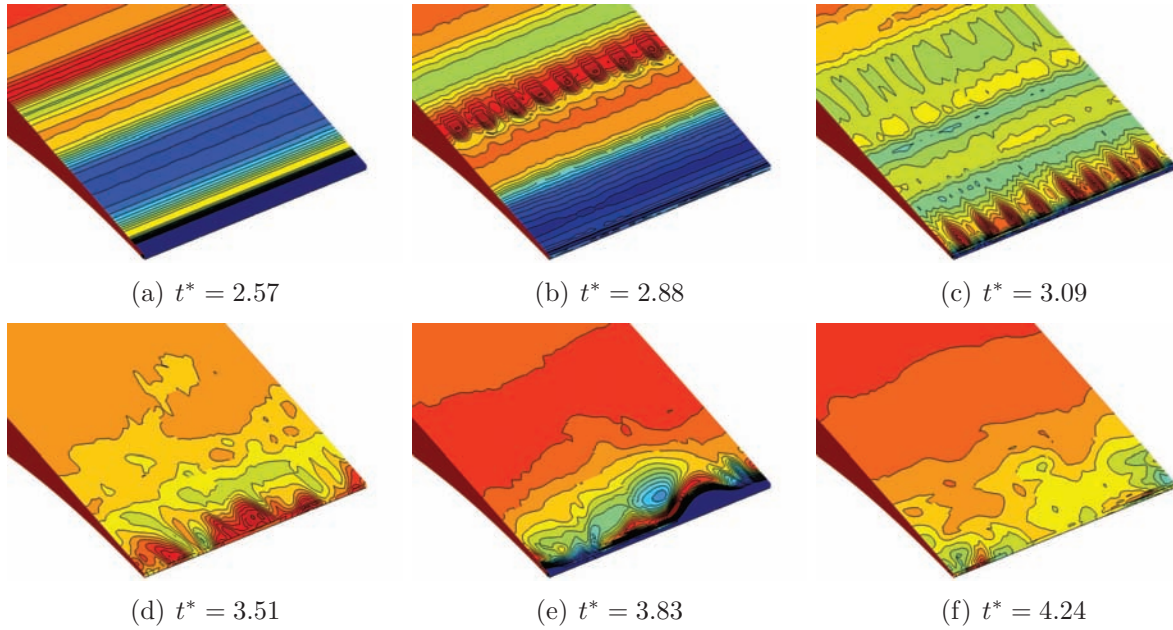 (a) t* = 2.57
(b) t* = 2.88
(c) t* = 3.09
(d) t* = 3.51
(e) t* = 3.83
(f) t* = 4.24